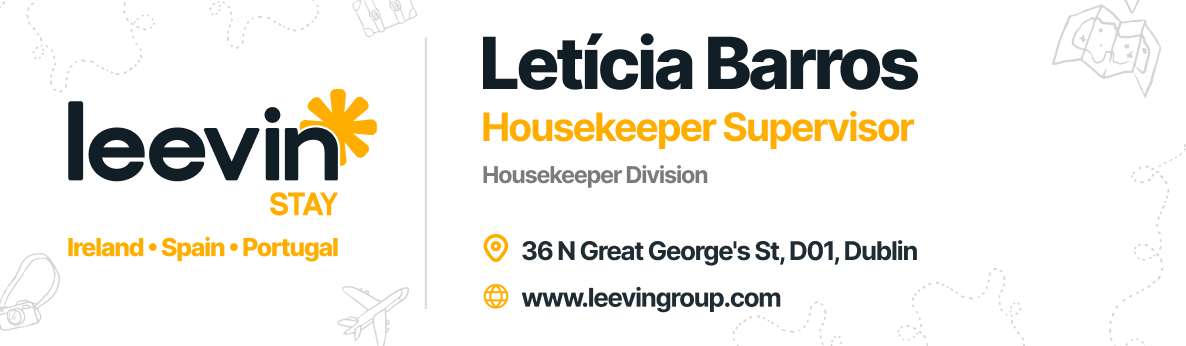 leevin
STAY
Ireland • Spain • Portugal
Letícia Barros
Housekeeper Supervisor
Housekeeper Division
36 N Great George's St, D01, Dublin
www.leevingroup.com